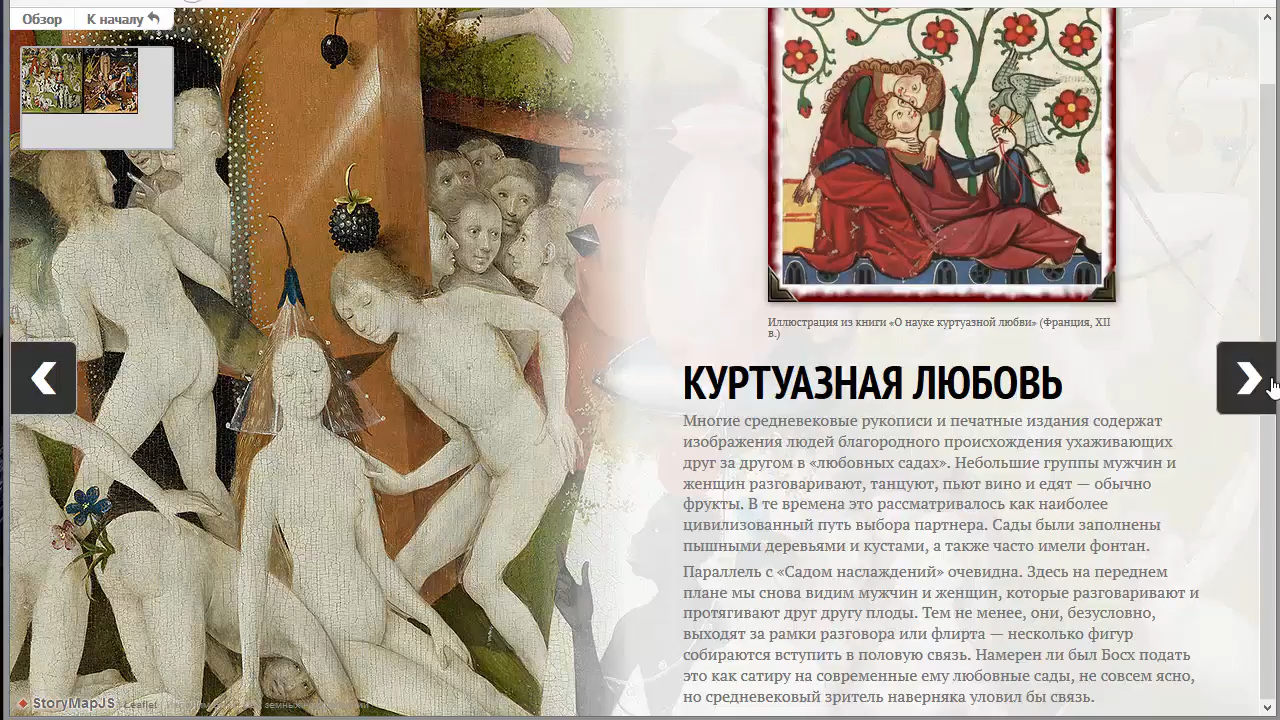 Обзор
К началу
Иллюстрация из книги «О науке куртуазной любви» (Франция, XII
в.)
КУРТУАЗНАЯ ЛЮБОВЬ
Многие средневековые рукописи и печатные издания содержат
изображения людей благородного происхождения ухаживающих
друг за другом в «любовных садах». Небольшие группы мужчин и
женщин разговаривают, танцуют, пьют вино и едят — обычно
фрукты. В те времена это рассматривалось как наиболее
цивилизованный путь выбора партнера. Сады были заполнены
пышными деревьями и кустами, а также часто имели фонтан.
Параллель с «Садом наслаждений» очевидна. Здесь на переднем
плане мы снова видим мужчин и женщин, которые разговаривают и
протягивают друг другу плоды. Тем не менее, они, безусловно,
выходят за рамки разговора или флирта — несколько фигур
собираются вступить в половую связь. Намерен ли был Босх подать
это как сатиру на современные ему любовные сады, не совсем ясно,
но средневековый зритель наверняка уловил бы связь.
StoryMapJS Leaflet